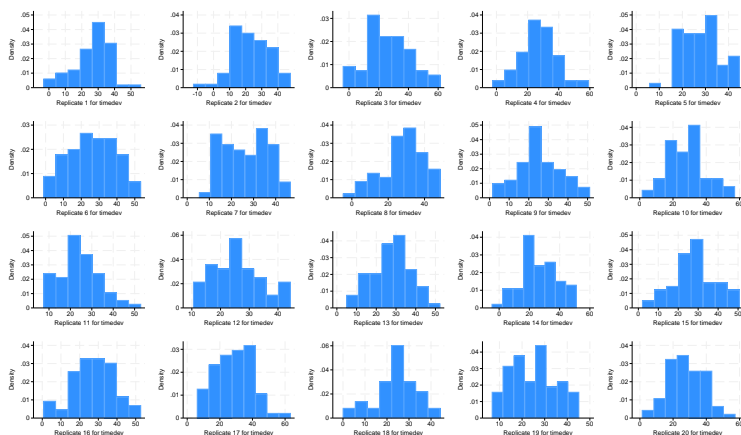 .05
.04
.03
.02
.01
0
Density
0 10 20 30 40 50
Replicate 1 for timedev
.04
.03
.02
.01
0
Density
-10 0 10 20 30 40
Replicate 2 for timedev
.03
.02
.01
0
Density
0 20 40 60
Replicate 3 for timedev
.04
.03
.02
.01
0
Density
0 20 40 60
Replicate 4 for timedev
.05
.04
.03
.02
.01
0
Density
0 10 20 30 40
Replicate 5 for timedev
.03
.02
.01
0
Density
0 10 20 30 40 50
Replicate 6 for timedev
.04
.03
.02
.01
0
Density
0 10 20 30 40
Replicate 7 for timedev
.04
.03
.02
.01
0
Density
0 20 40
Replicate 8 for timedev
.05
.04
.03
.02
.01
0
Density
0 10 20 30 40 50
Replicate 9 for timedev
.04
.03
.02
.01
0
Density
0 20 40 60
Replicate 10 for timedev
.05
.04
.03
.02
.01
0
Density
10 20 30 40 50
Replicate 11 for timedev
.06
.04
.02
0
Density
10 20 30 40
Replicate 12 for timedev
.04
.03
.02
.01
0
Density
0 10 20 30 40 50
Replicate 13 for timedev
.04
.03
.02
.01
0
Density
0 20 40 60
Replicate 14 for timedev
.05
.04
.03
.02
.01
0
Density
0 10 20 30 40 50
Replicate 15 for timedev
.04
.03
.02
.01
0
Density
0 10 20 30 40 50
Replicate 16 for timedev
.03
.02
.01
0
Density
0 20 40 60
Replicate 17 for timedev
.06
.04
.02
0
Density
0 10 20 30 40
Replicate 18 for timedev
.04
.03
.02
.01
0
Density
10 20 30 40 50
Replicate 19 for timedev
.04
.03
.02
.01
0
Density
0 20 40 60
Replicate 20 for timedev